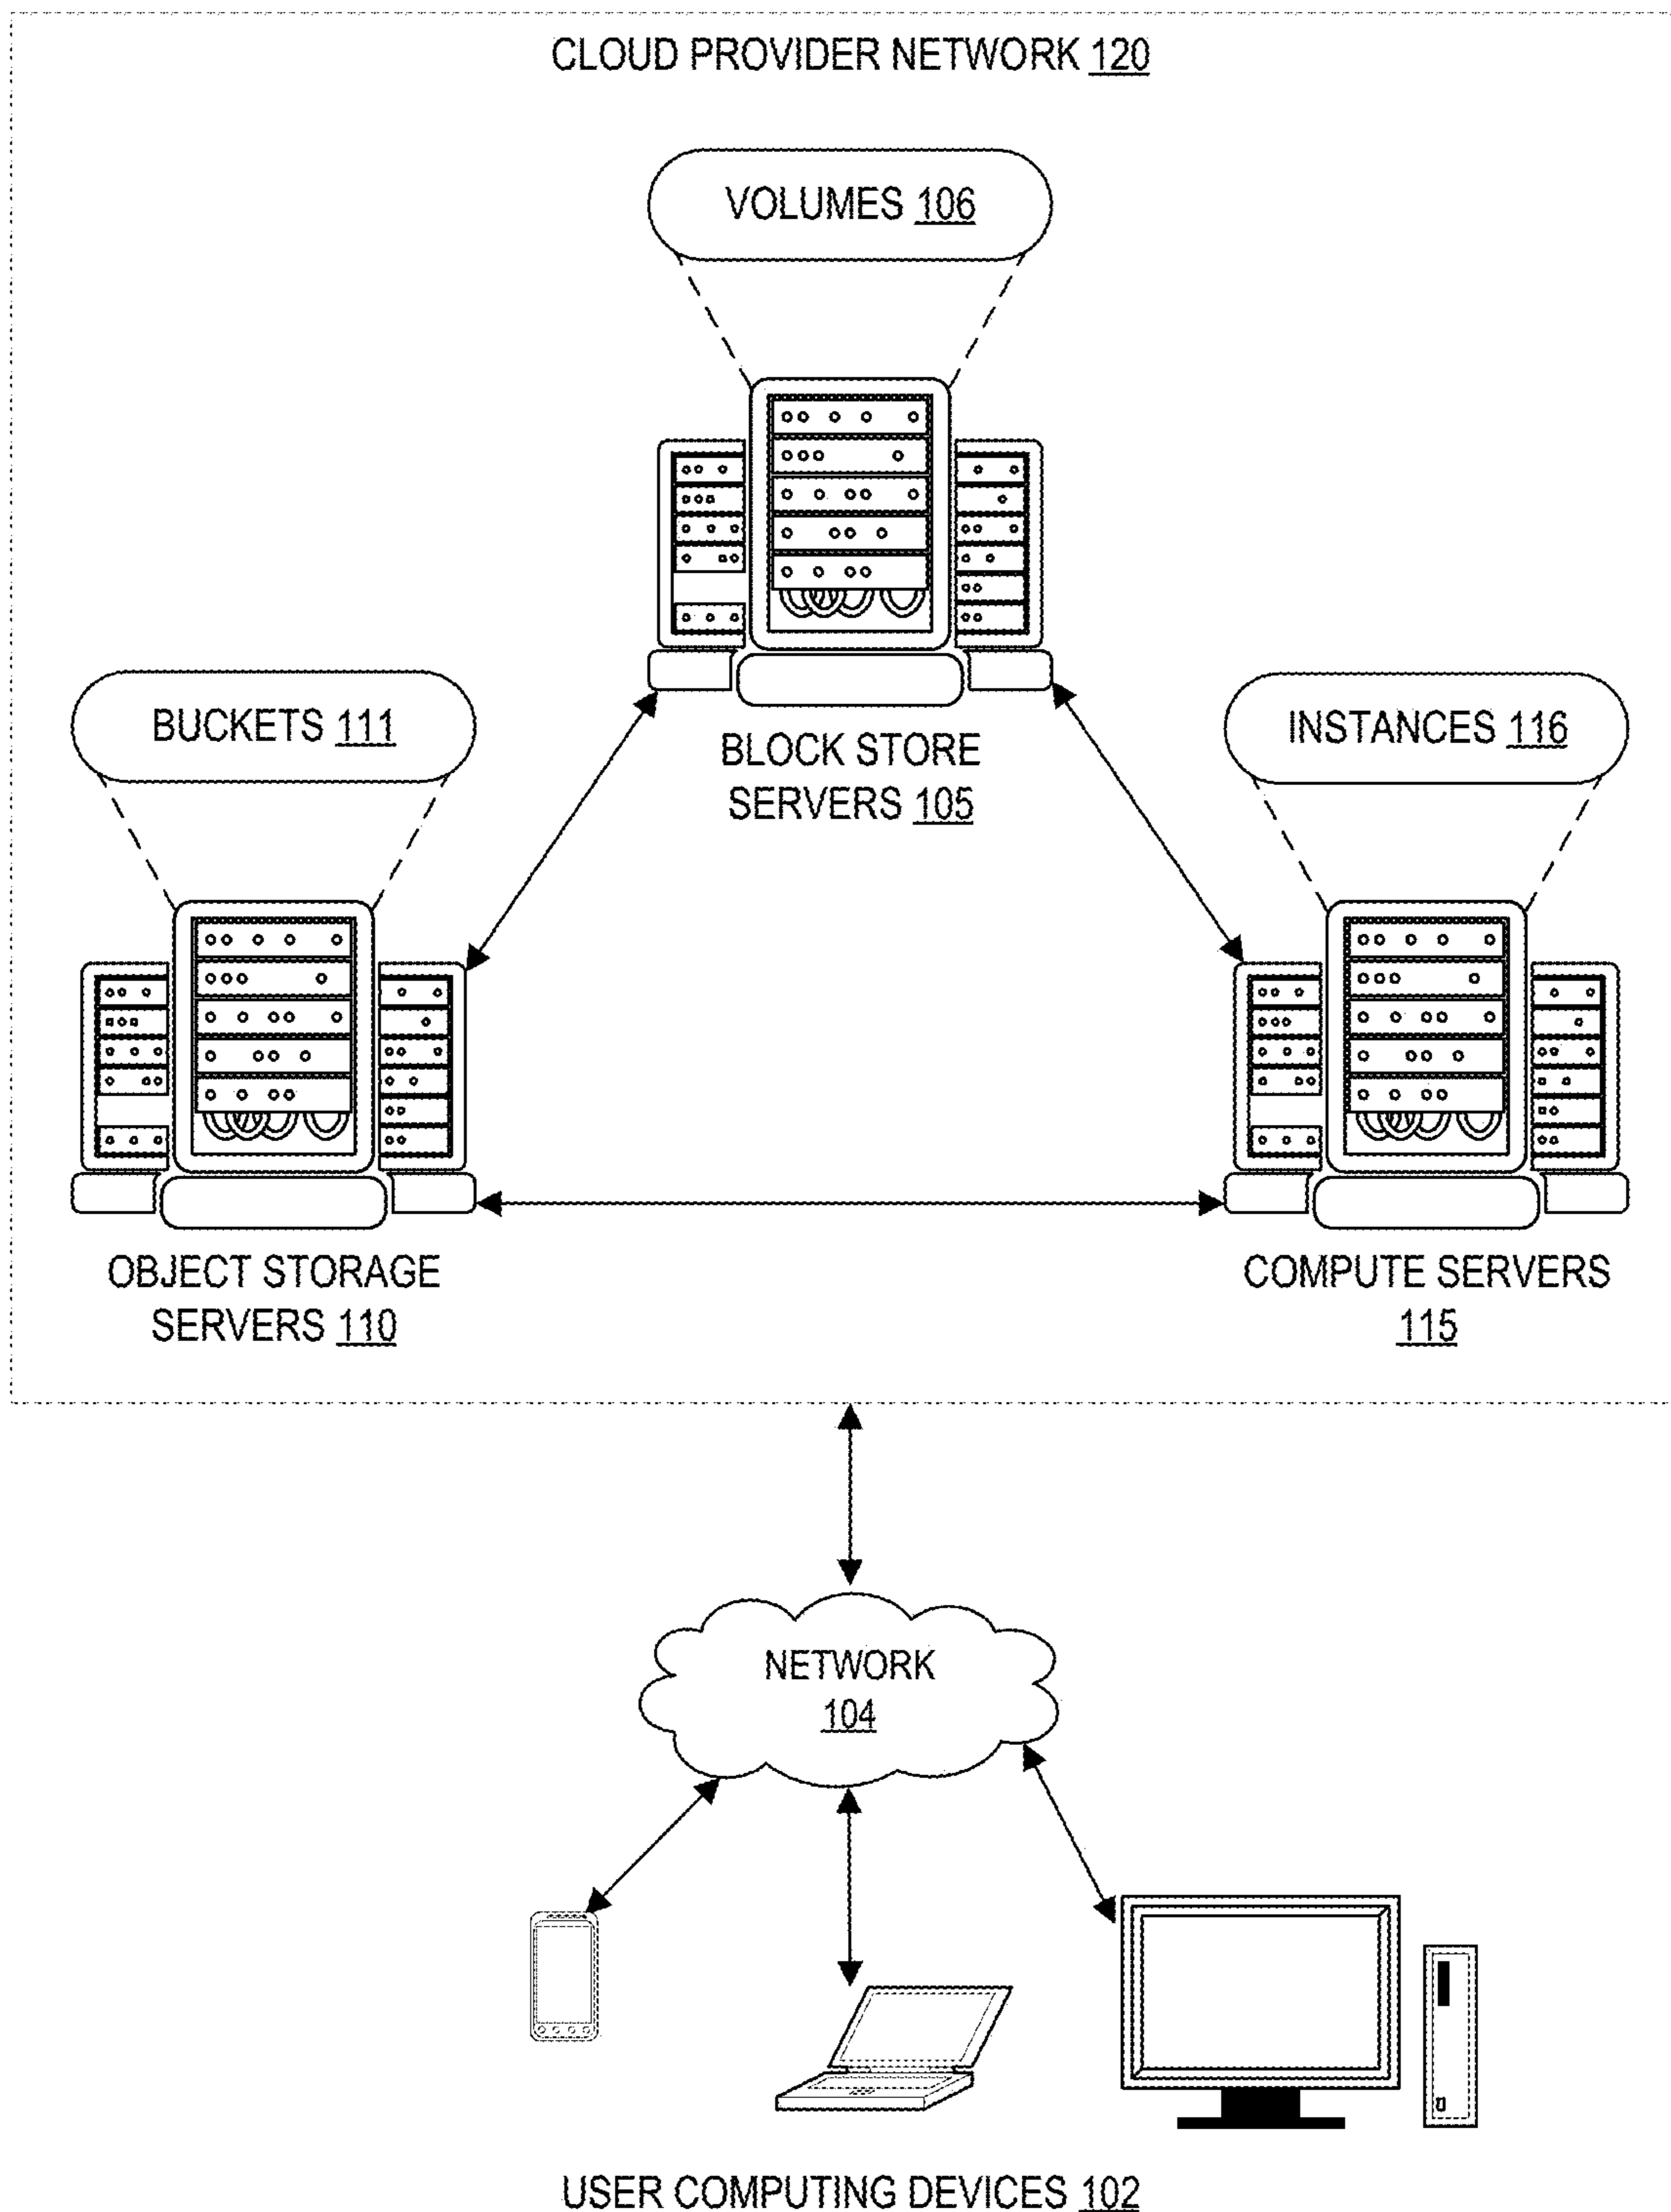 CLOUD PROVIDER NETWORK 120
VOLUMES 106
BLOCK STORE
SERVERS 105
BUCKETS 111
INSTANCES 116
OBJECT STORAGE
SERVERS 110
COMPUTE SERVERS
115
NETWORK
104
USER COMPUTING DEVICES 102